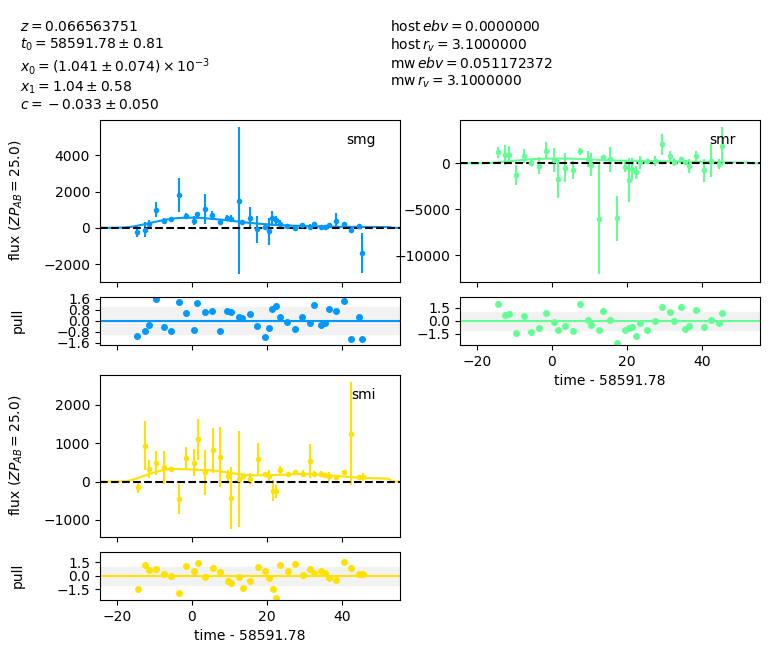 z = 0.066563751
t₀ = 58591.78 ± 0.81
x₀ = (1.041 ± 0.074) × 10⁻³
x₁ = 1.04 ± 0.58
c = −0.033 ± 0.050
host ebv = 0.0000000
host r_v = 3.1000000
mw ebv = 0.051172372
mw r_v = 3.1000000
smg
flux (ZP_AB = 25.0)
4000
2000
0
−2000
smr
0
−5000
−10000
pull
1.6
0.8
0.0
−0.8
−1.6
1.5
0.0
−1.5
−20
0
20
40
time - 58591.78
smi
flux (ZP_AB = 25.0)
2000
1000
0
−1000
pull
1.5
0.0
−1.5
−20
0
20
40
time - 58591.78